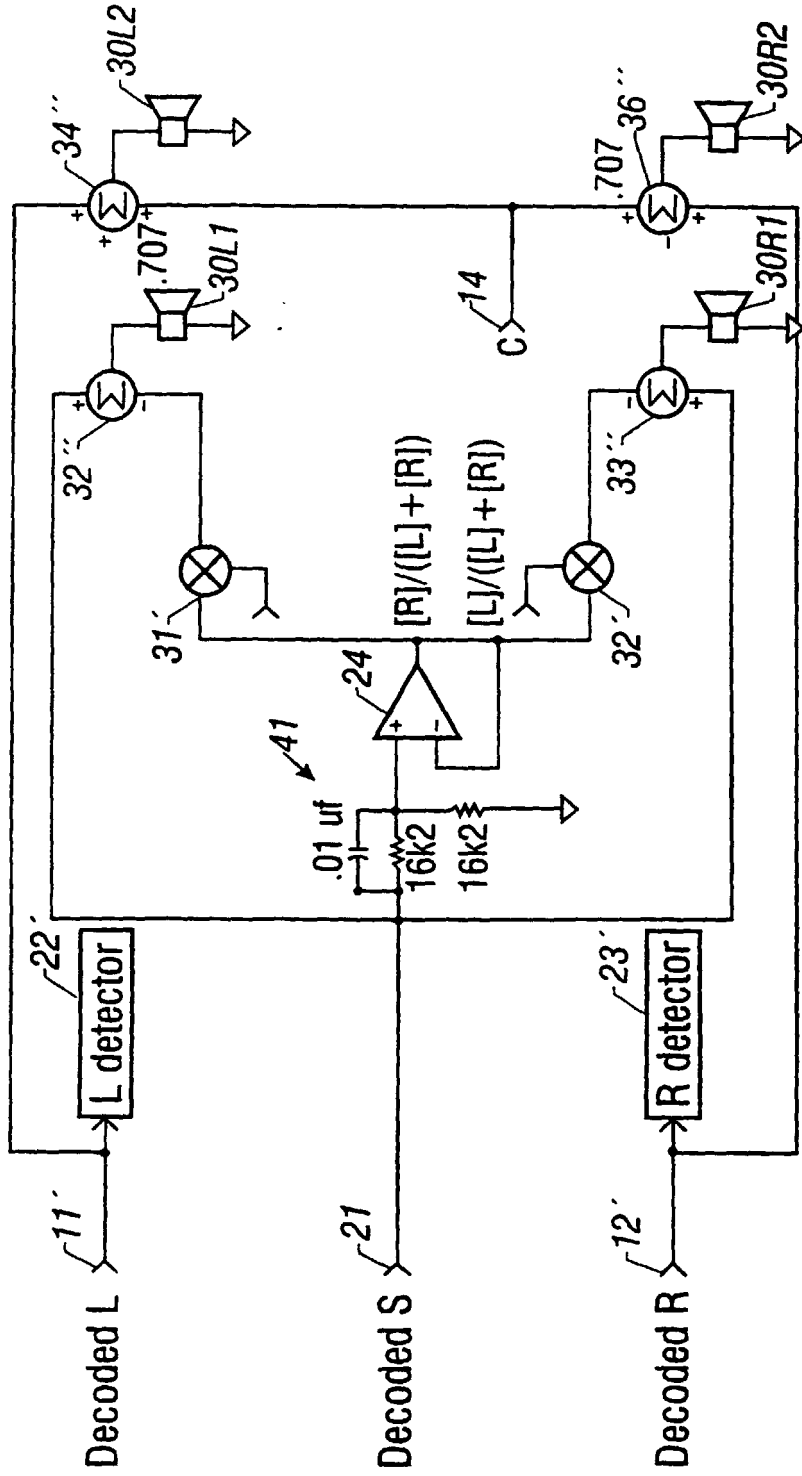 Decoded L
11´
L detector
22´
Decoded S
21
Decoded R
12´
R detector
23´
.01 uf
16k2
16k2
41
24
+
-
31´
32´
[R]/([L]+[R])
[L]/([L]+[R])
32´´
+
-
Σ
30L1
34´´
+
+
+
Σ
.707
30L2
14
C
33´´
-
+
Σ
30R1
36´´
.707
+
-
+
Σ
30R2